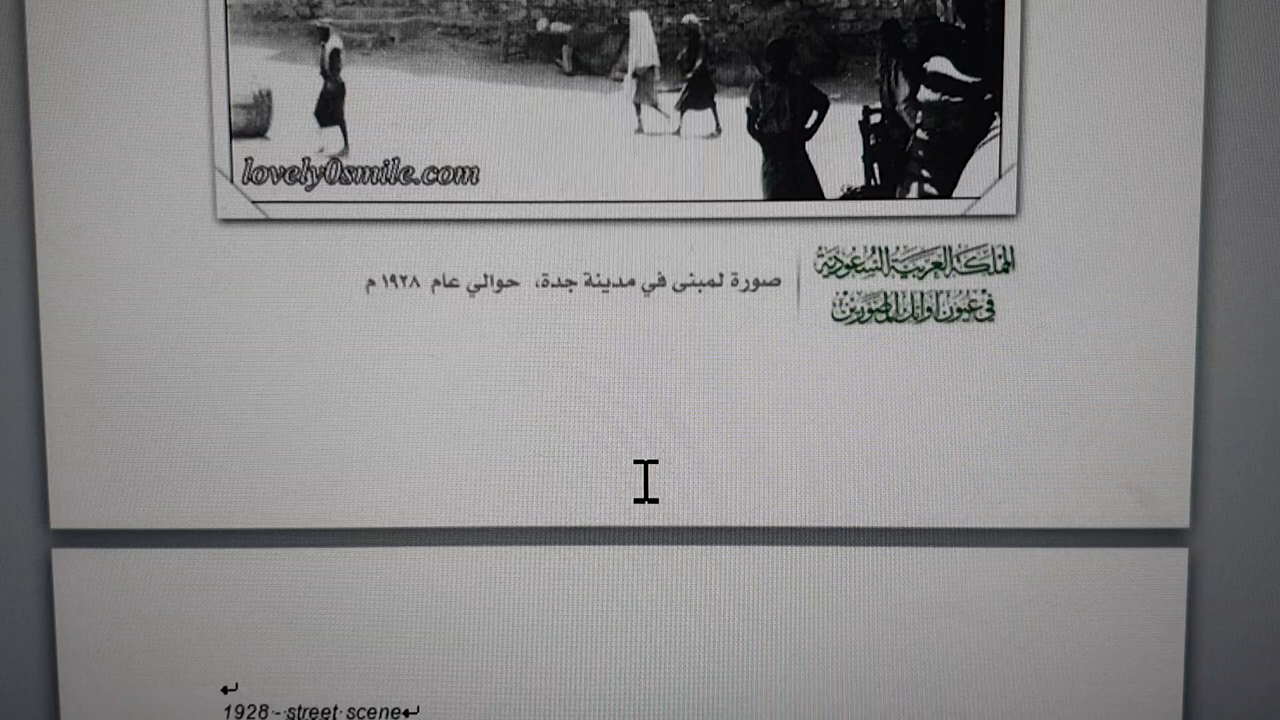 lovely0smile.com
المملكة العربية السعودية
في عيون أوائل المصورين
صورة لمبنى في مدينة جدة، حوالي عام ١٩٢٨ م
1928 - street scene